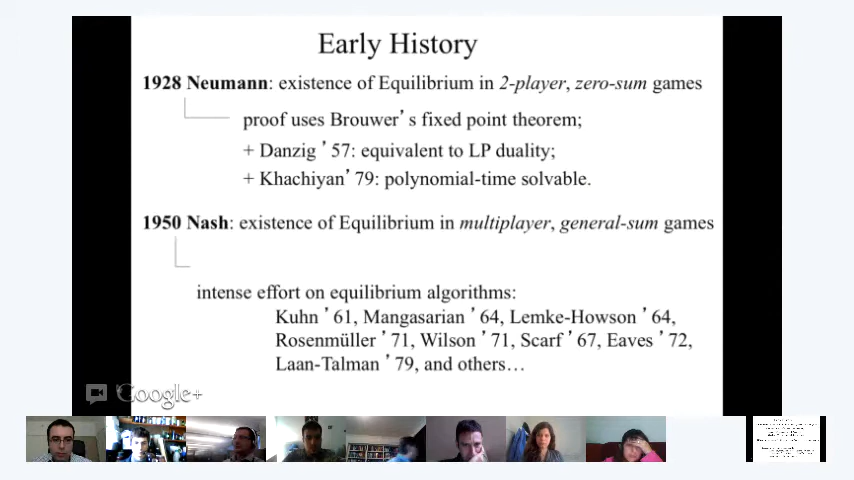 Early History
1928 Neumann: existence of Equilibrium in 2-player, zero-sum games
proof uses Brouwer's fixed point theorem;
+ Danzig '57: equivalent to LP duality;
+ Khachiyan' 79: polynomial-time solvable.
1950 Nash: existence of Equilibrium in multiplayer, general-sum games
intense effort on equilibrium algorithms:
Kuhn '61, Mangasarian '64, Lemke-Howson '64,
Rosenmüller '71, Wilson '71, Scarf '67, Eaves '72,
Laan-Talman '79, and others…
Google+